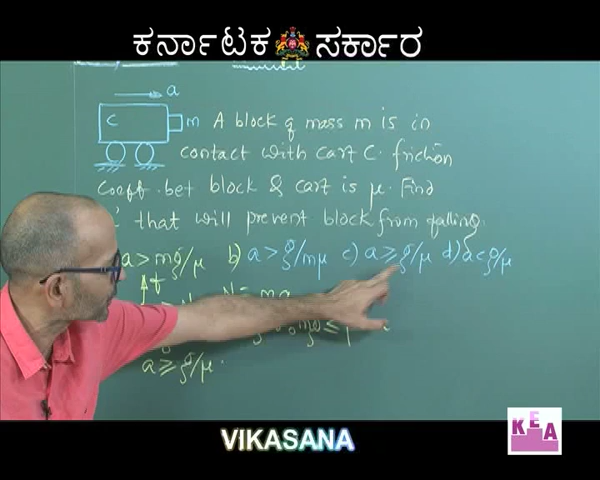 ಕರ್ನಾಟಕ ಸರ್ಕಾರ
a
C m A block of mass m is in
contact with cart C. friction
coeff. bet block & cart is μ. Find
that will prevent block from falling.
a > mg/μ b) a > g/mμ c) a ≥ g/μ d) a < g/μ
f N = ma
mg ≤
a ≥ g/μ.
VIKASANA
KEA